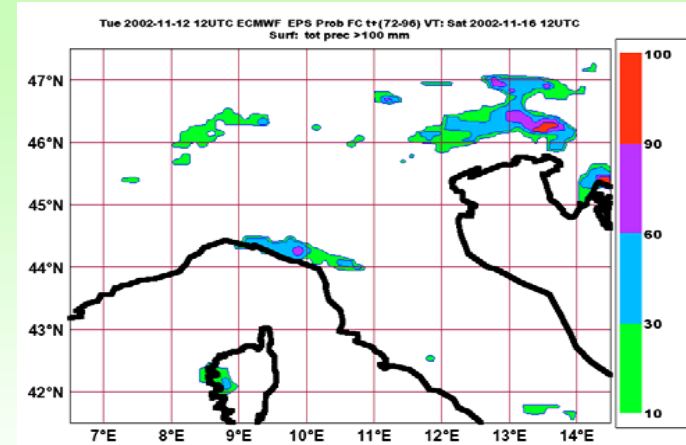 Tue 2002-11-12 12UTC ECMWF EPS Prob FC t+(72-96) VT: Sat 2002-11-16 12UTC
Surf: tot prec >100 mm
47°N
46°N
45°N
44°N
43°N
42°N
7°E 8°E 9°E 10°E 11°E 12°E 13°E 14°E
100
90
60
30
10